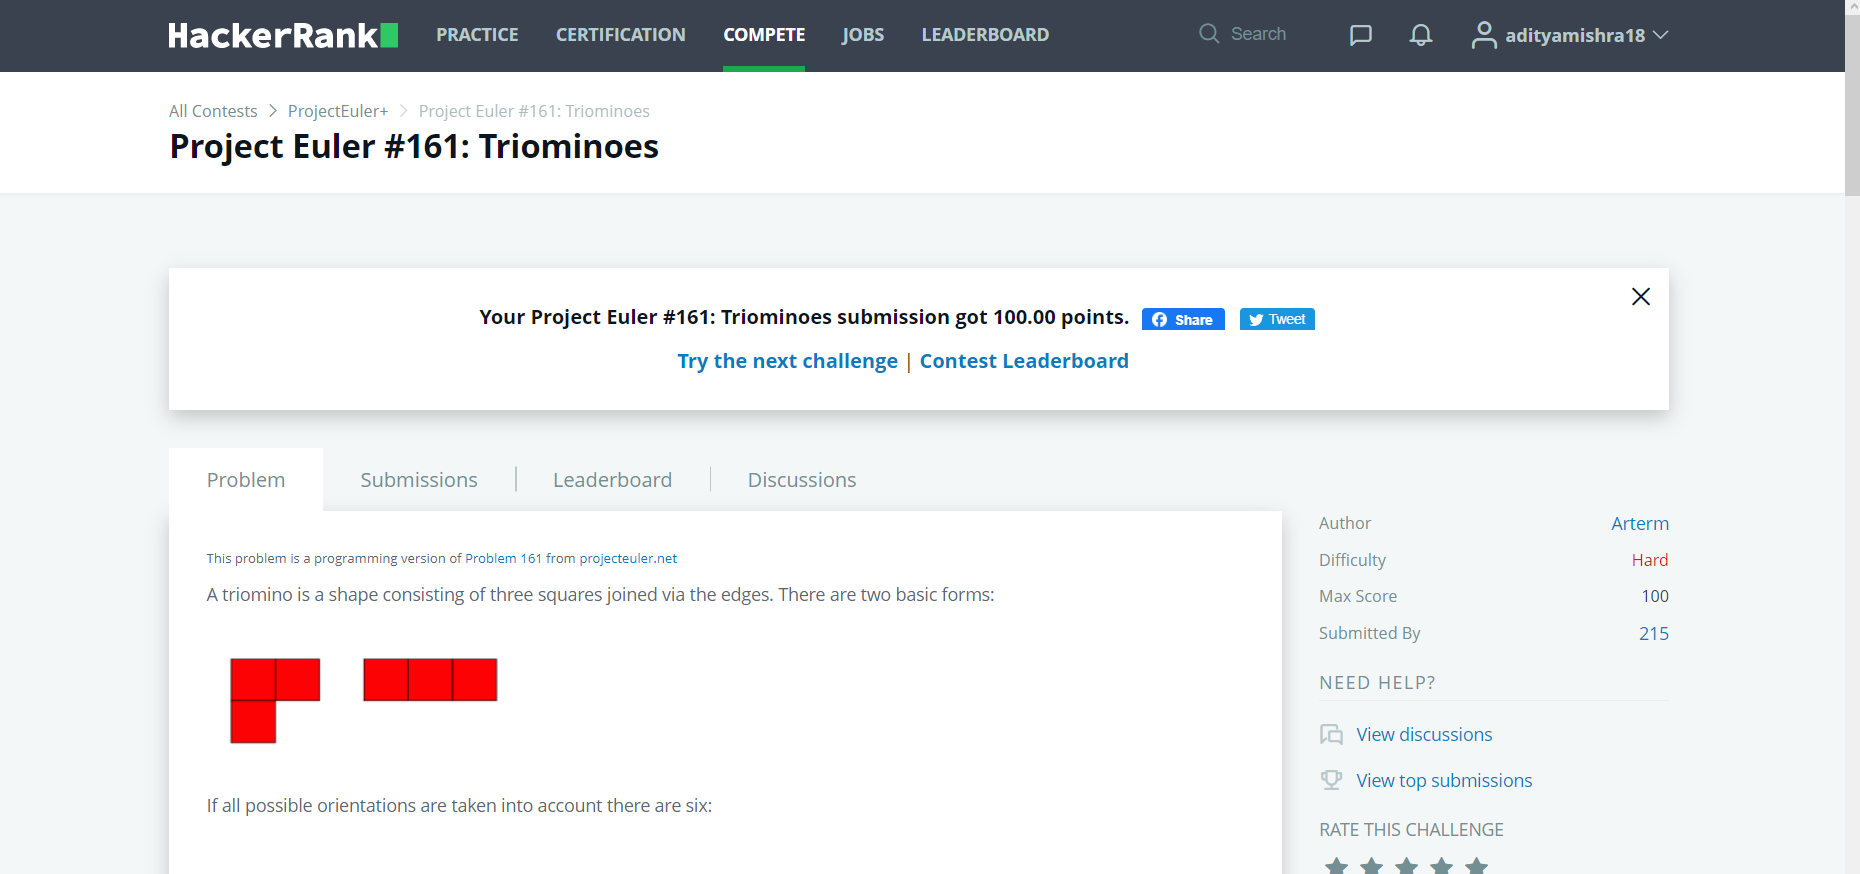 HackerRank PRACTICE CERTIFICATION COMPETE JOBS LEADERBOARD Search adityamishra18
All Contests > ProjectEuler+ > Project Euler #161: Triominoes
Project Euler #161: Triominoes
Your Project Euler #161: Triominoes submission got 100.00 points. Share Tweet
Try the next challenge | Contest Leaderboard
Problem Submissions Leaderboard Discussions
This problem is a programming version of Problem 161 from projecteuler.net
A triomino is a shape consisting of three squares joined via the edges. There are two basic forms:
If all possible orientations are taken into account there are six:
Author Arterm
Difficulty Hard
Max Score 100
Submitted By 215
NEED HELP?
View discussions
View top submissions
RATE THIS CHALLENGE